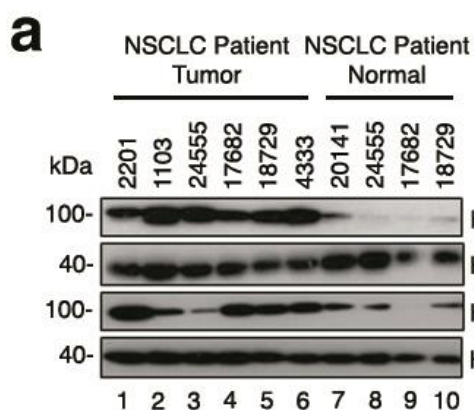 a
NSCLC Patient Tumor
NSCLC Patient Normal
kDa
2201 1103 24555 17682 18729 4333 20141 24555 17682 18729
100-
40-
100-
40-
1 2 3 4 5 6 7 8 9 10